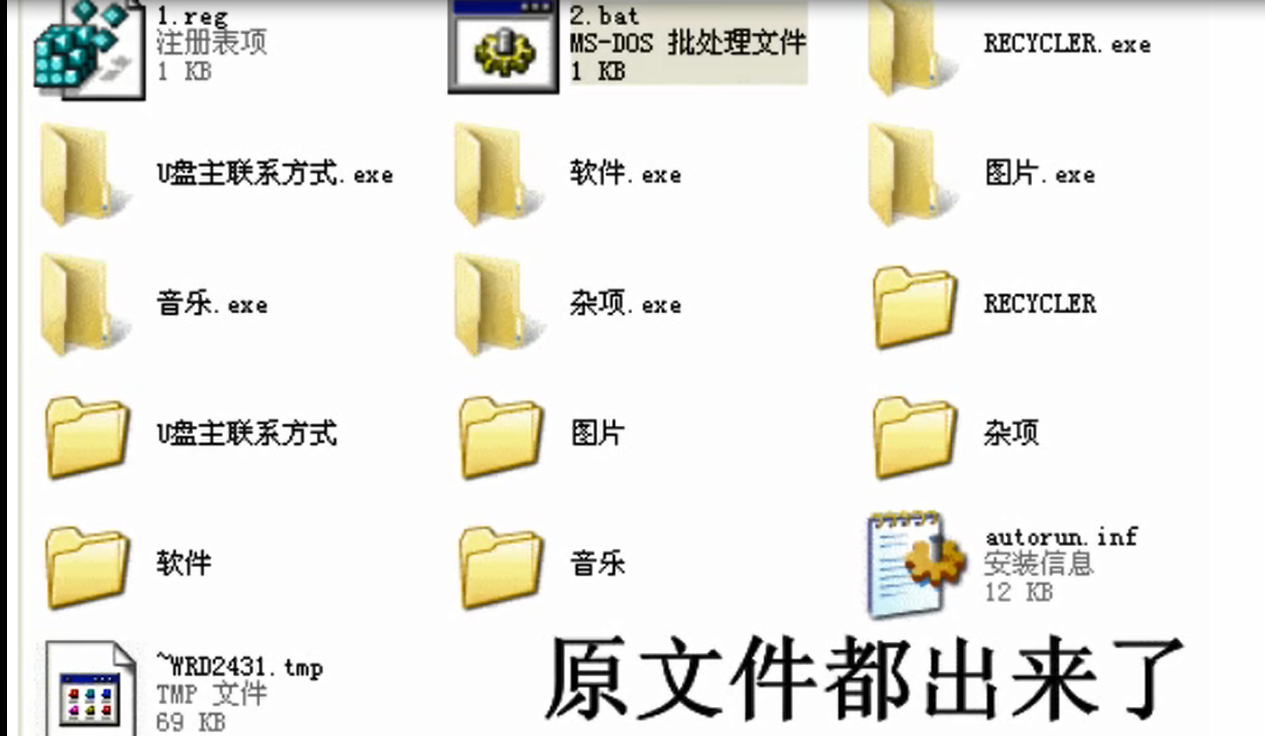 1.reg
注册表项
1 KB
2.bat
MS-DOS 批处理文件
1 KB
RECYCLER.exe
U盘主联系方式.exe
软件.exe
图片.exe
音乐.exe
杂项.exe
RECYCLER
U盘主联系方式
图片
杂项
软件
音乐
autorun.inf
安装信息
12 KB
~WRD2431.tmp
TMP 文件
69 KB
原文件都出来了